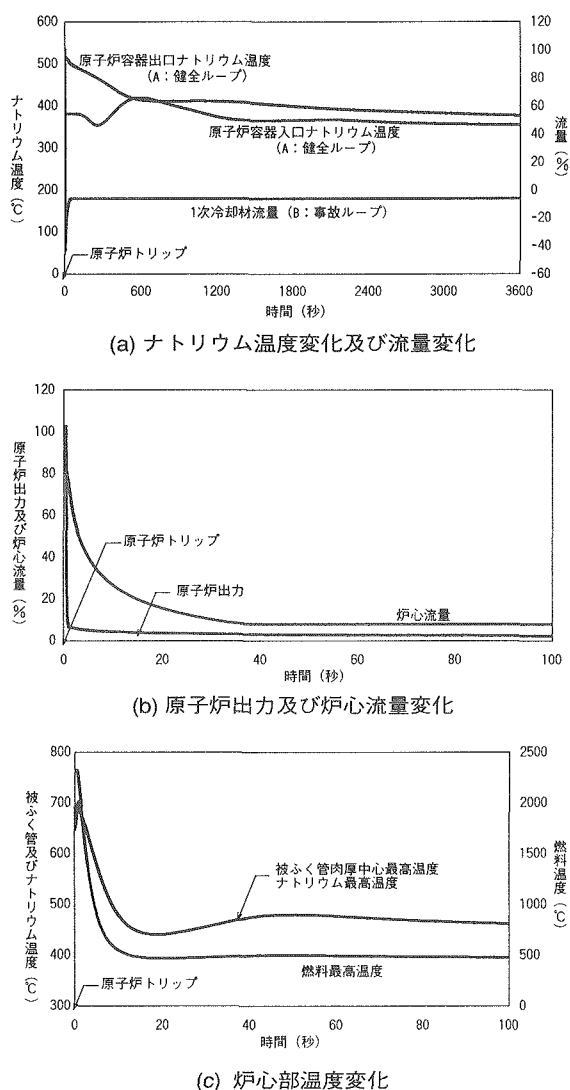 600
500
400
300
200
100
0
ナトリウム温度(℃)
120
100
80
60
40
20
0
-20
-40
-60
流量(%)
原子炉容器出口ナトリウム温度
(A:健全ループ)
原子炉容器入口ナトリウム温度
(A:健全ループ)
1次冷却材流量(B:事故ループ)
原子炉トリップ
0 600 1200 1800 2400 3000 3600
時間(秒)
(a) ナトリウム温度変化及び流量変化
120
100
80
60
40
20
0
原子炉出力及び炉心流量(%)
原子炉トリップ
原子炉出力
炉心流量
0 20 40 60 80 100
時間(秒)
(b) 原子炉出力及び炉心流量変化
800
700
600
500
400
300
被ふく管及びナトリウム温度(℃)
2500
2000
1500
1000
500
0
燃料温度(℃)
被ふく管肉厚中心最高温度
ナトリウム最高温度
燃料最高温度
原子炉トリップ
0 20 40 60 80 100
時間(秒)
(c) 炉心部温度変化